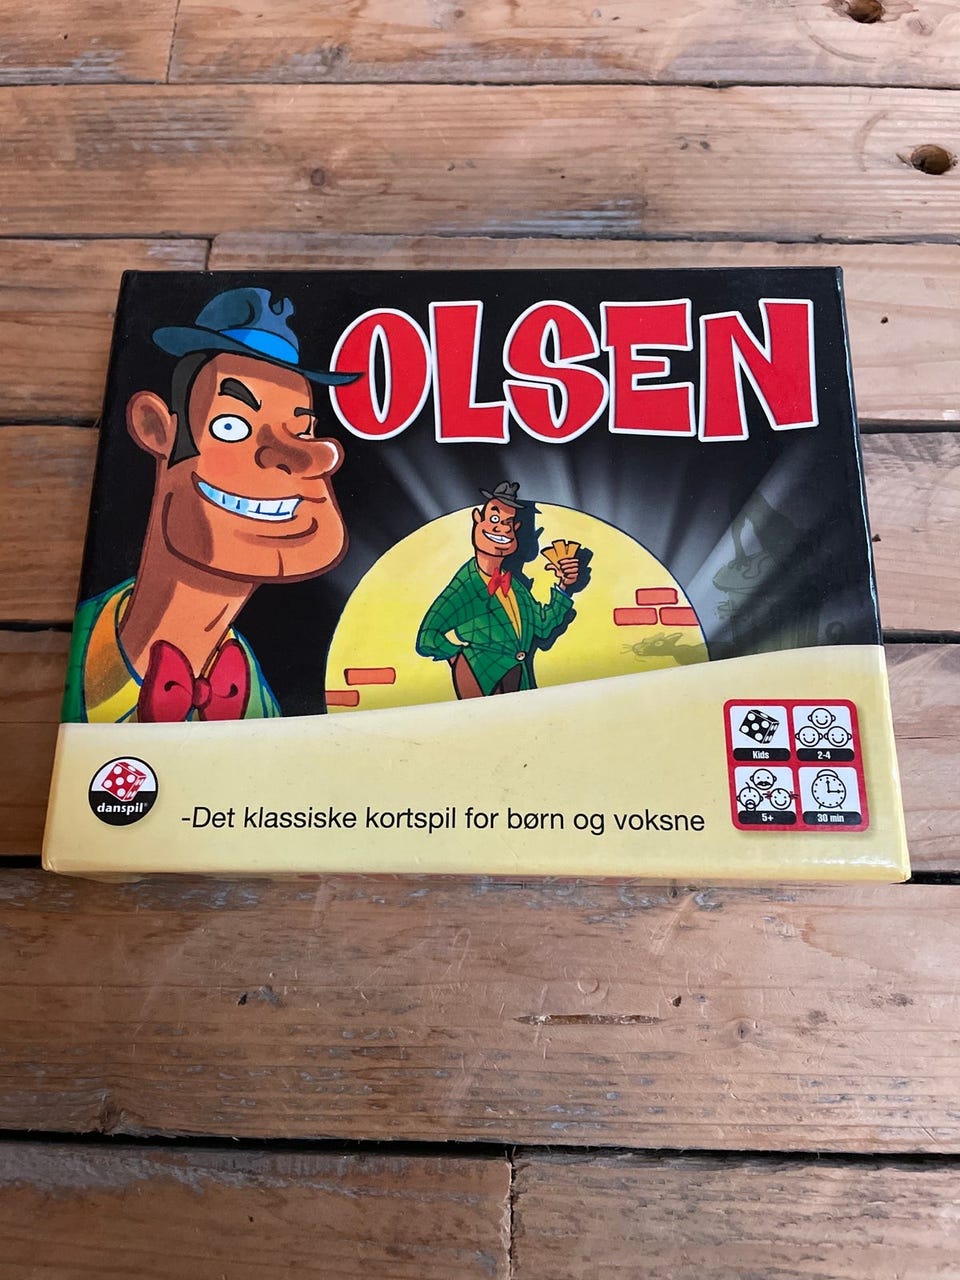 OLSEN
danspil®
-Det klassiske kortspil for børn og voksne
Kids
2-4
5+
30 min